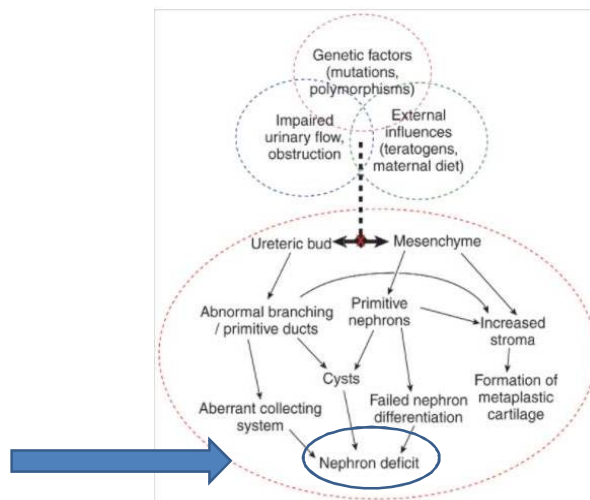 Genetic factors
(mutations,
polymorphisms)
Impaired
urinary flow,
obstruction
External
influences
(teratogens,
maternal diet)
Ureteric bud
Mesenchyme
Abnormal branching
/ primitive ducts
Primitive
nephrons
Increased
stroma
Cysts
Formation of
metaplastic
cartilage
Aberrant collecting
system
Failed nephron
differentiation
Nephron deficit